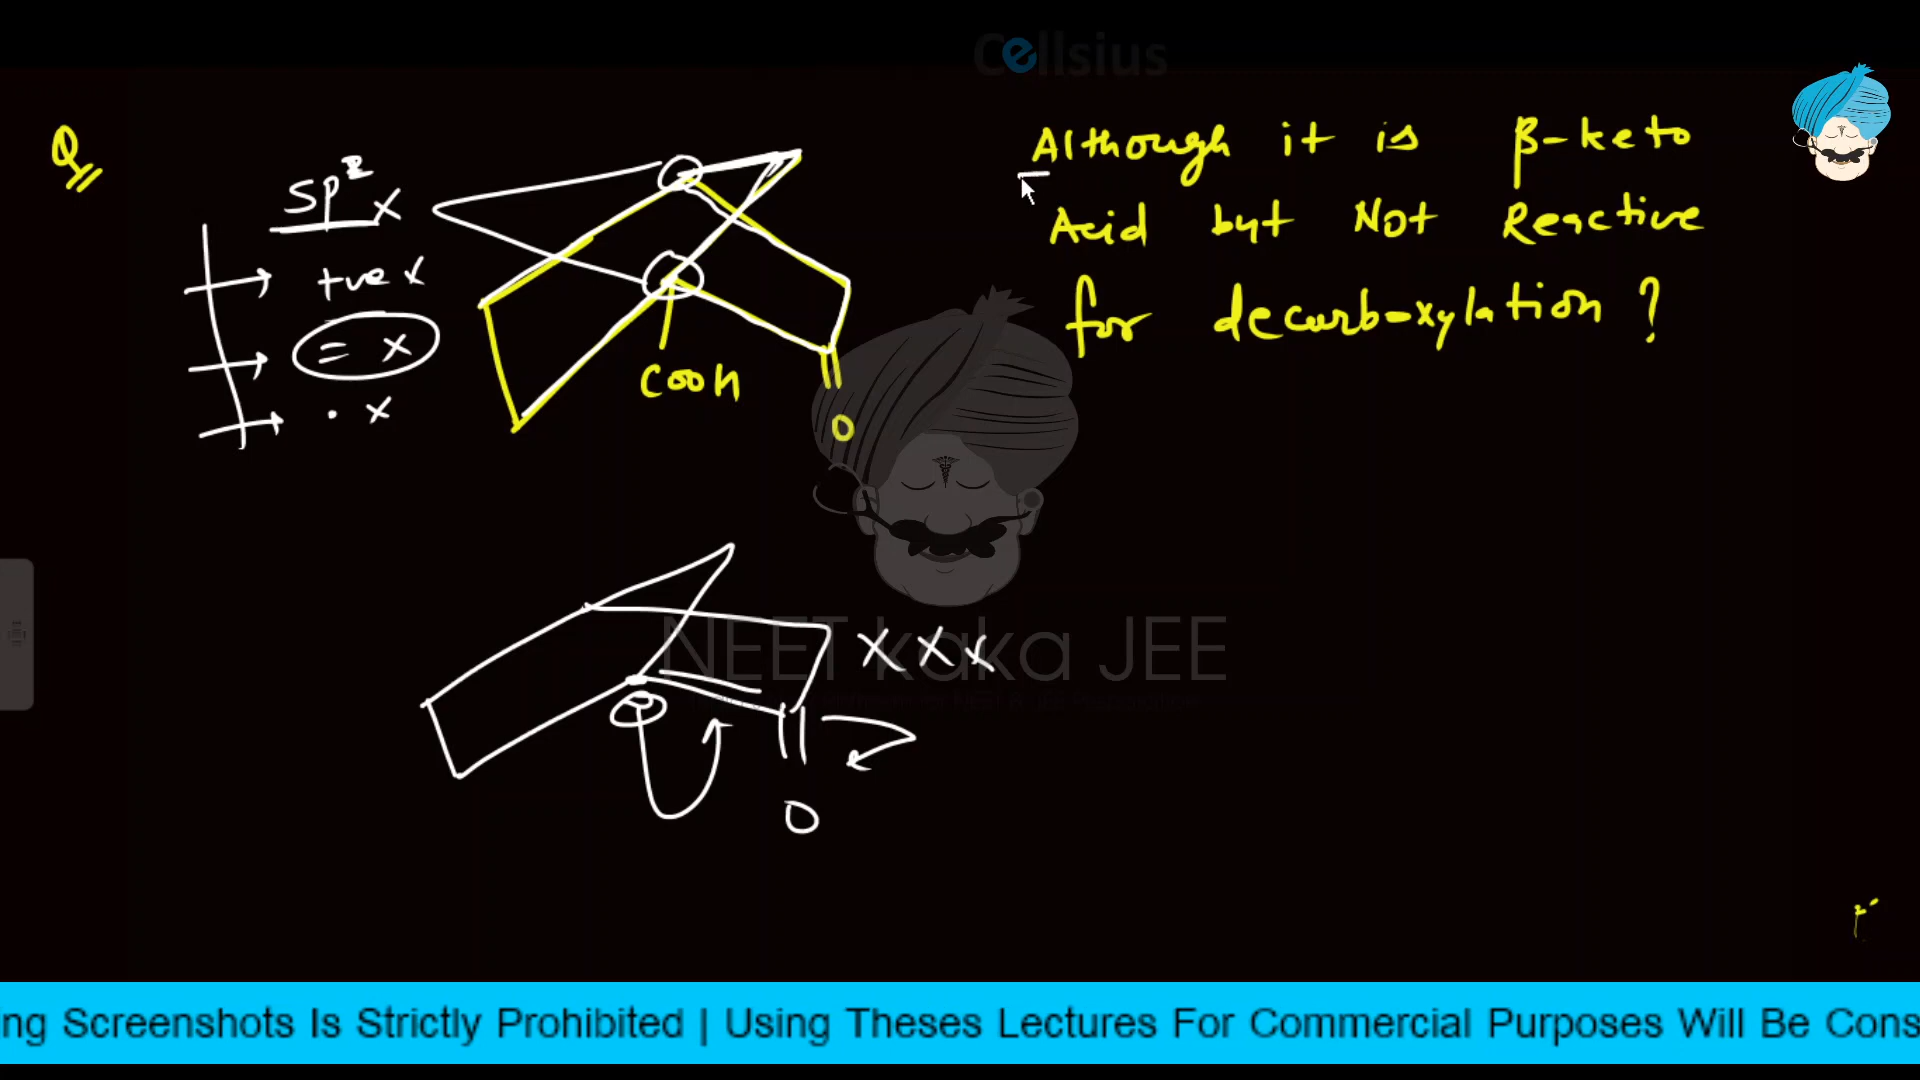 Cellsius
Q
Although it is β-keto
Acid but Not Reactive
for decarboxylation ?
SP² x
+ve x
= x
. x
COOH
O
NEET kaka JEE
x x x
O
ng Screenshots Is Strictly Prohibited | Using Theses Lectures For Commercial Purposes Will Be Cons